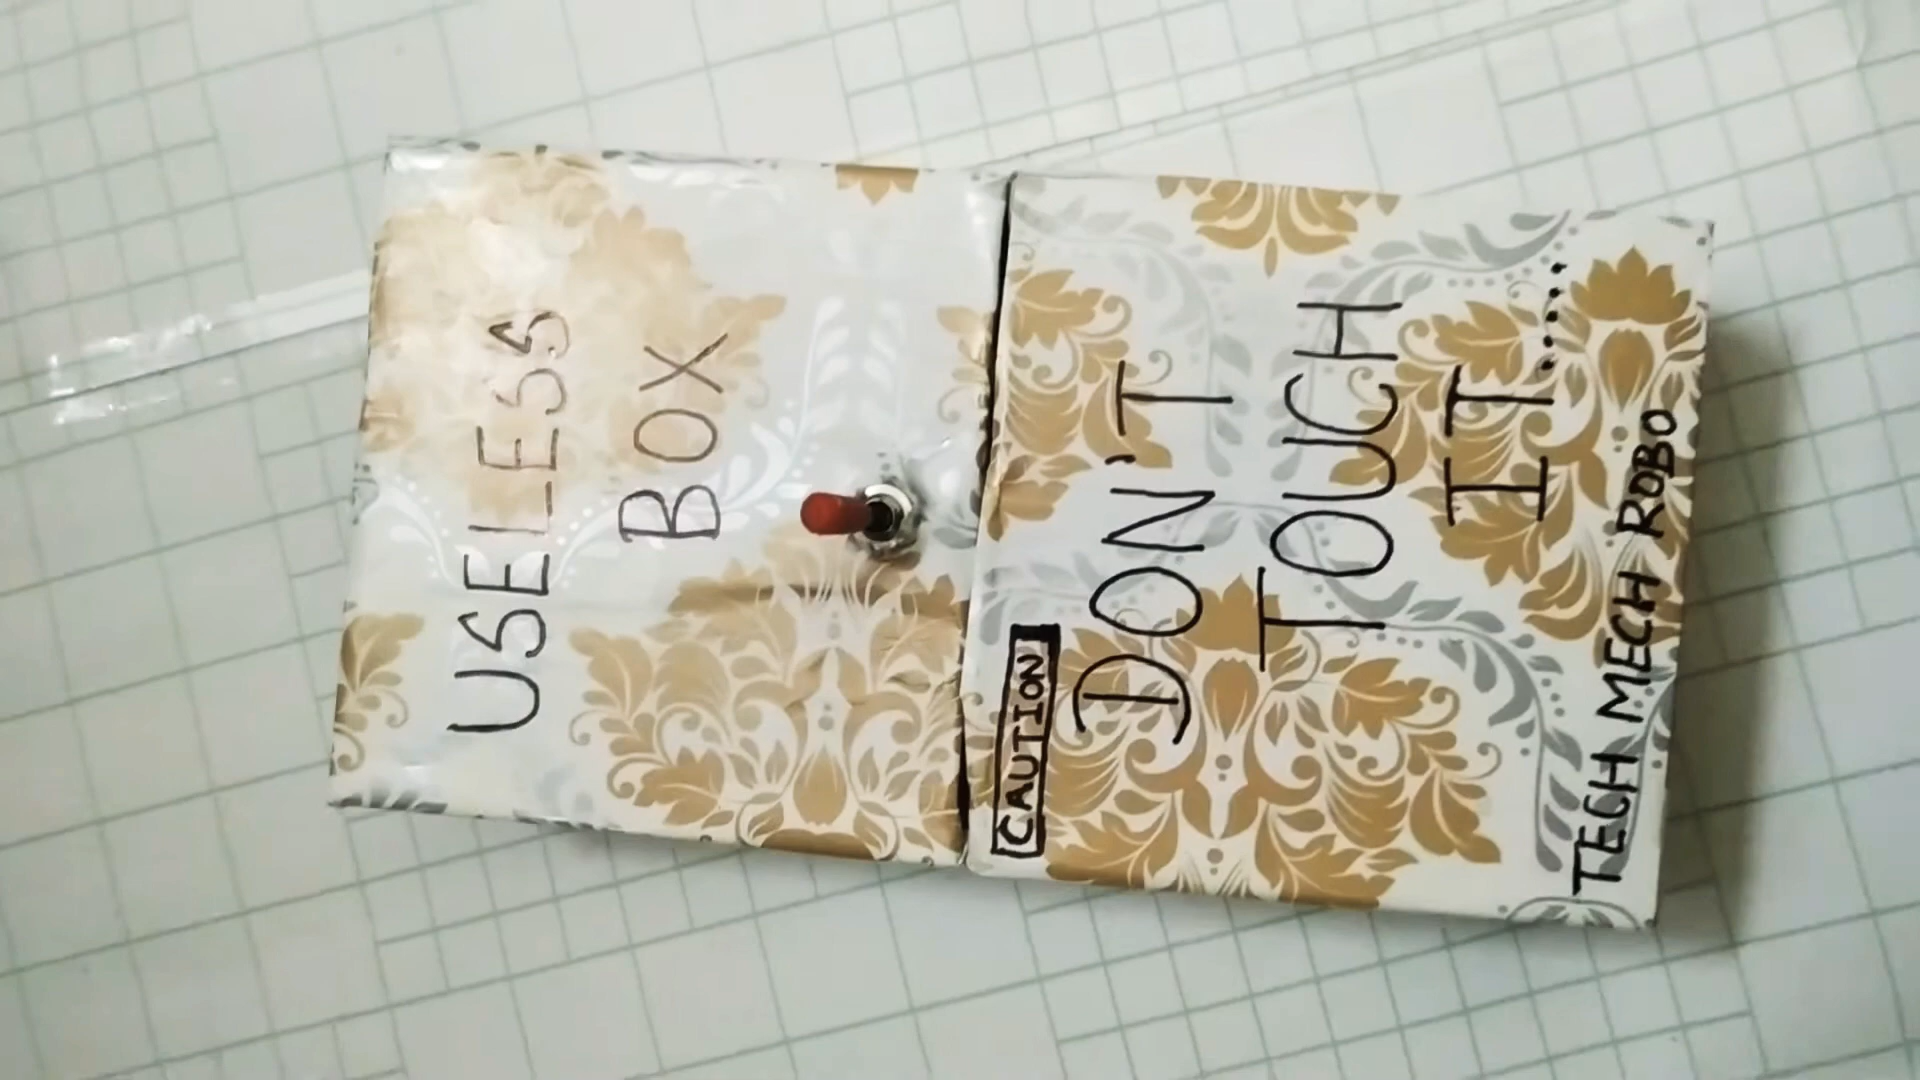 USELESS
BOX
CAUTION
DON'T
TOUCH
IT.....
TECH MECH ROBO